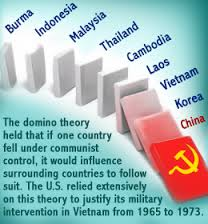 Burma
Indonesia
Malaysia
Thailand
Cambodia
Laos
Vietnam
Korea
China
The domino theory
held that if one country
fell under communist
control, it would influence
surrounding countries to follow
suit. The U.S. relied extensively
on this theory to justify its military
intervention in Vietnam from 1965 to 1973.